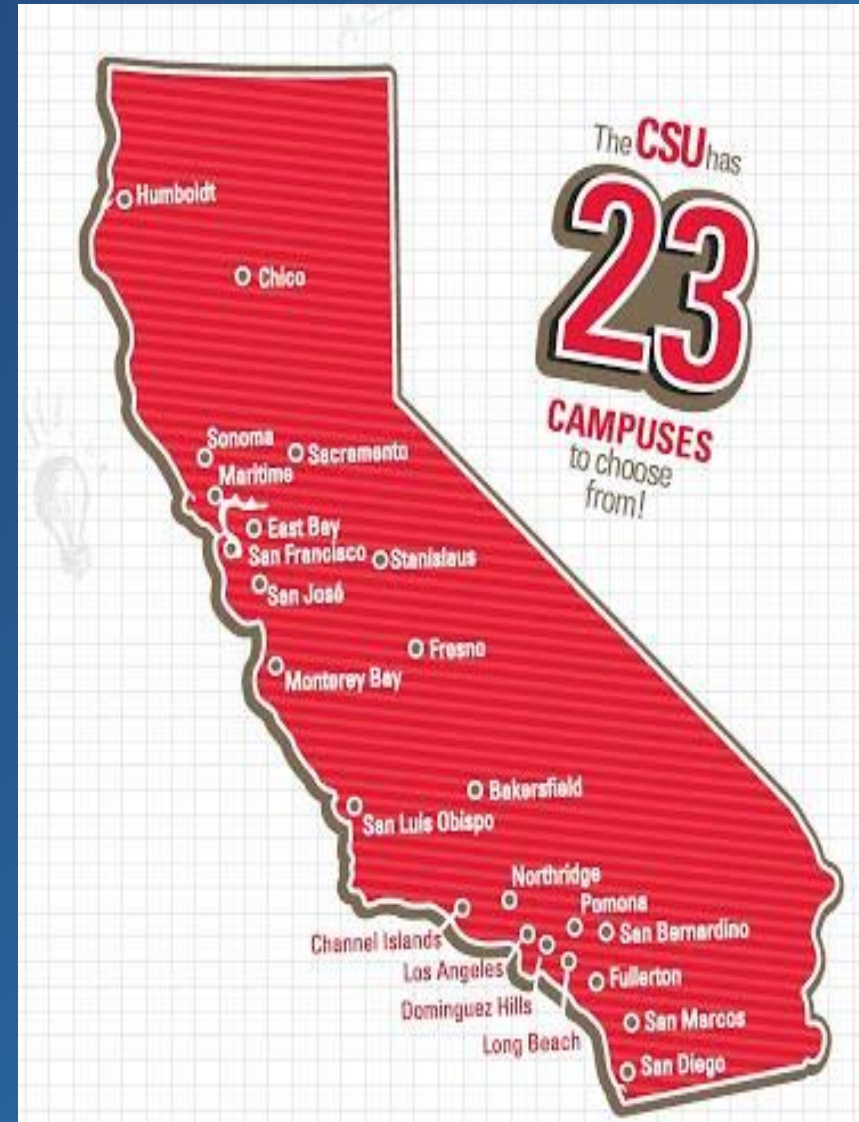 The CSU has
23
CAMPUSES
to choose
from!
Humboldt
Chico
Sonoma
Sacramento
Maritime
East Bay
San Francisco
Stanislaus
San José
Fresno
Monterey Bay
Bakersfield
San Luis Obispo
Northridge
Pomona
San Bernardino
Channel Islands
Los Angeles
Fullerton
Dominguez Hills
San Marcos
Long Beach
San Diego